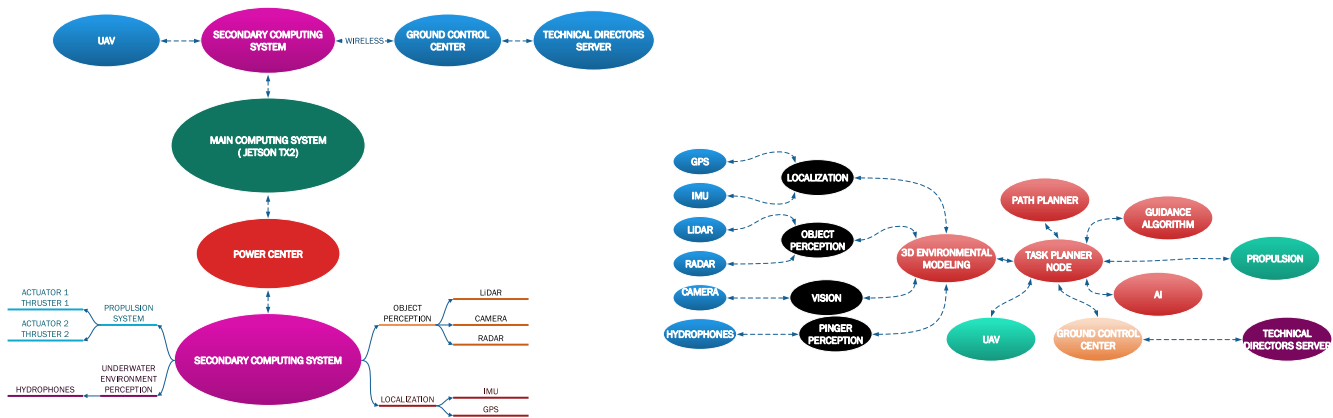 UAV
SECONDARY COMPUTING
SYSTEM
WIRELESS
GROUND CONTROL
CENTER
TECHNICAL DIRECTORS
SERVER
MAIN COMPUTING SYSTEM
( JETSON TX2)
POWER CENTER
SECONDARY COMPUTING SYSTEM
ACTUATOR 1
THRUSTER 1
ACTUATOR 2
THRUSTER 2
PROPULSION
SYSTEM
HYDROPHONES
UNDERWATER
ENVIRONMENT
PERCEPTION
OBJECT
PERCEPTION
LiDAR
CAMERA
RADAR
LOCALIZATION
IMU
GPS
GPS
IMU
LiDAR
RADAR
CAMERA
HYDROPHONES
LOCALIZATION
OBJECT
PERCEPTION
VISION
PINGER
PERCEPTION
3D ENVIRONMENTAL
MODELING
PATH PLANNER
GUIDANCE
ALGORITHM
TASK PLANNER
NODE
PROPULSION
AI
UAV
GROUND CONTROL
CENTER
TECHNICAL
DIRECTORS SERVER